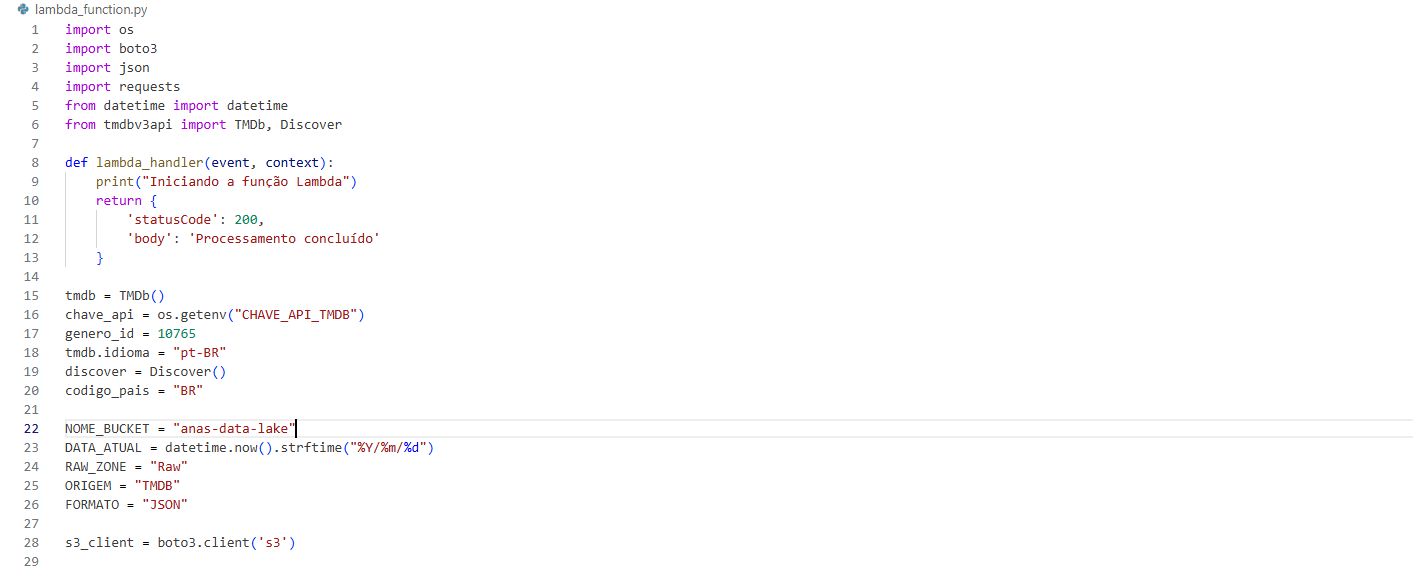 lambda_function.py
1 import os
2 import boto3
3 import json
4 import requests
5 from datetime import datetime
6 from tmdbv3api import TMDb, Discover
7
8 def lambda_handler(event, context):
9     print("Iniciando a função Lambda")
10     return {
11         'statusCode': 200,
12         'body': 'Processamento concluído'
13     }
14
15 tmdb = TMDb()
16 chave_api = os.getenv("CHAVE_API_TMDB")
17 genero_id = 10765
18 tmdb.idioma = "pt-BR"
19 discover = Discover()
20 codigo_pais = "BR"
21
22 NOME_BUCKET = "anas-data-lake"
23 DATA_ATUAL = datetime.now().strftime("%Y/%m/%d")
24 RAW_ZONE = "Raw"
25 ORIGEM = "TMDB"
26 FORMATO = "JSON"
27
28 s3_client = boto3.client('s3')
29